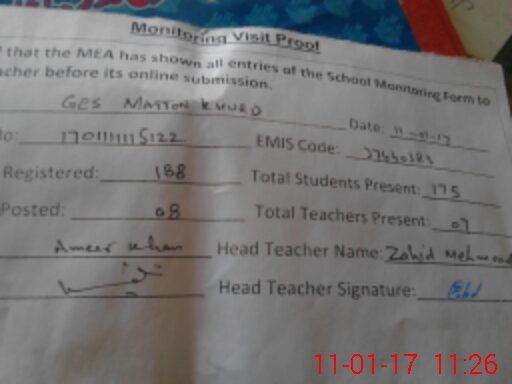 Monitoring Visit Proof
that the MEA has shown all entries of the School Monitoring Form to
cher before its online submission.
GES MATTON KHURD
Date: 11-01-17
No: 170111115122 EMIS Code: 37440383
Registered: 188 Total Students Present: 175
Posted: 08 Total Teachers Present: 07
Ameer Khan Head Teacher Name: Zahid Mehmood
Head Teacher Signature:
11-01-17 11:26